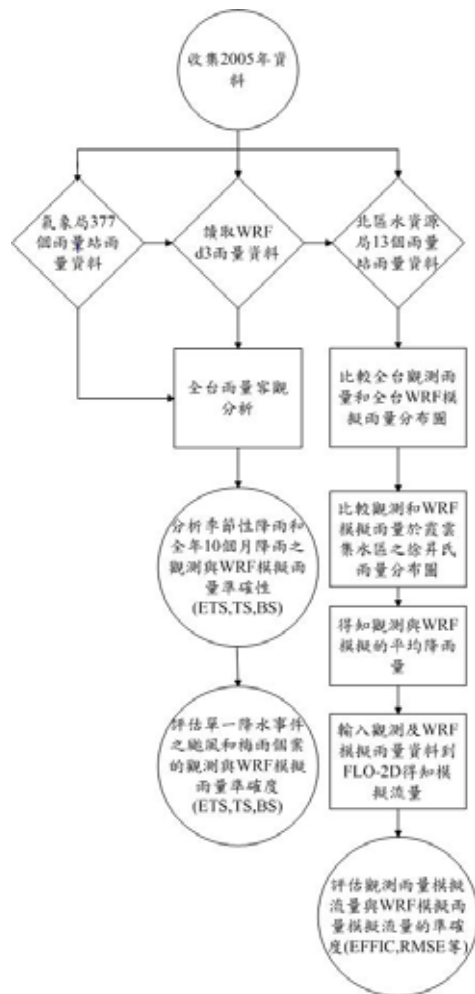 收集2005年資
料
氣象局377
個雨量站雨
量資料
讀取WRF
d3雨量資料
北區水資源
局13個雨量
站雨量資料
全台雨量客觀
分析
比較全台觀測雨
量和全台WRF模
擬雨量分布圖
分析季節性降雨和
全年10個月降雨之
觀測與WRF模擬雨
量準確性
(ETS,TS,BS)
比較觀測和WRF
模擬雨量於霞雲
集水區之徐昇氏
雨量分布圖
得知觀測與WRF
模擬的平均降雨
量
評估單一降水事件
之颱風和梅雨個案
的觀測與WRF模擬
雨量準確度
(ETS,TS,BS)
輸入觀測及WRF
模擬雨量資料到
FLO-2D得知模
擬流量
評估觀測雨量模擬
流量與WRF模擬雨
量模擬流量的準確
度(EFFIC,RMSE等)